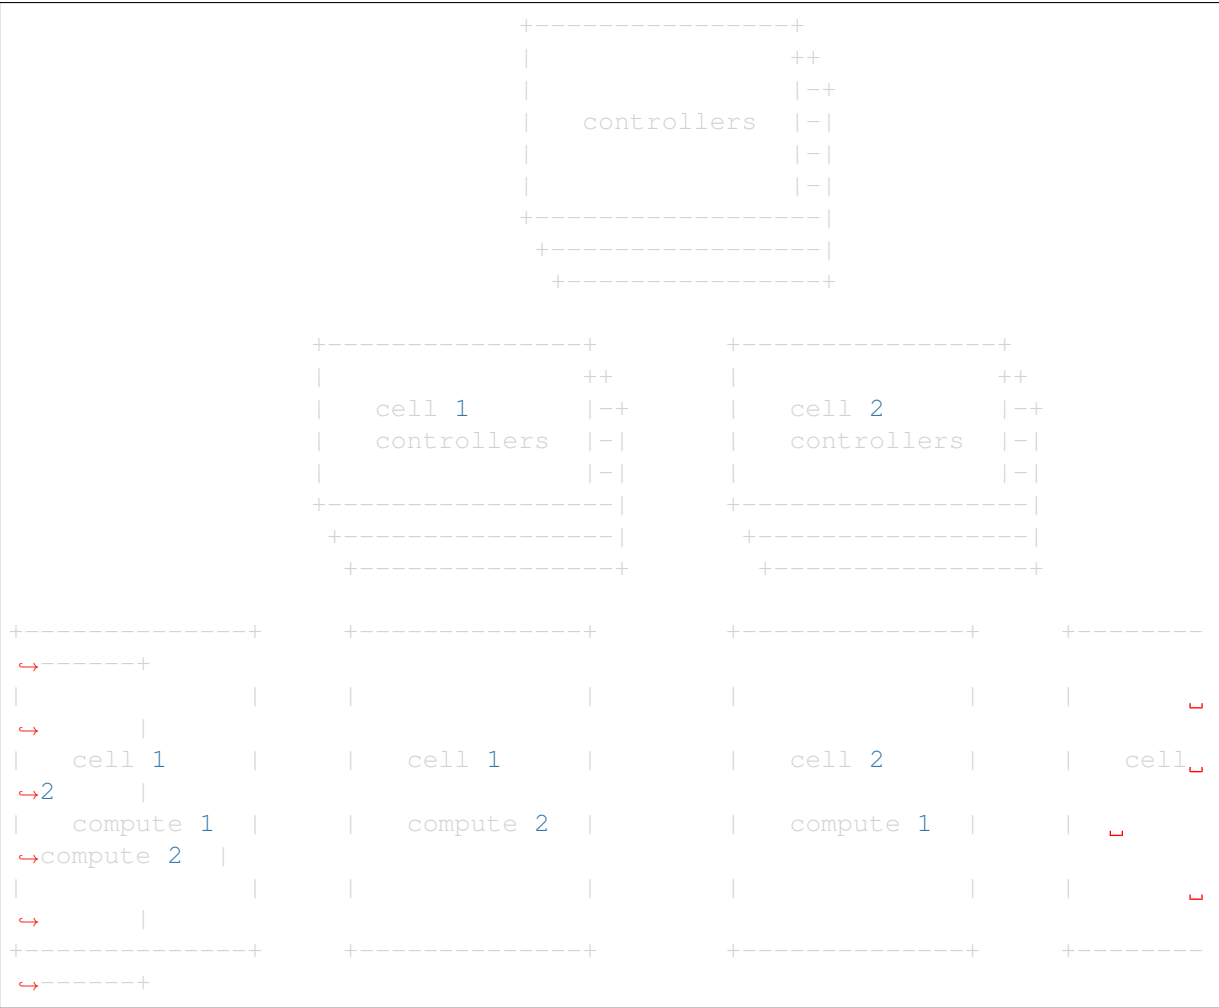 +----------------+
|                ++
|                |-+
|   controllers  |-|
|                |-|
|                |-|
+------------------|
+-----------------|
+----------------+
+----------------+        +----------------+
|                ++       |                ++
|   cell 1       |-+      |   cell 2       |-+
|   controllers  |-|      |   controllers  |-|
|                |-|      |                |-|
+------------------|      +------------------|
+-----------------|       +-----------------|
+----------------+        +----------------+
+--------------+     +--------------+        +--------------+     +--------
↪------+
|              |     |              |        |              |     |       ␣
↪      |
|   cell 1     |     |   cell 1     |        |   cell 2     |     |   cell␣
↪2     |
|   compute 1  |     |   compute 2  |        |   compute 1  |     |  ␣
↪compute 2  |
|              |     |              |        |              |     |       ␣
↪      |
+--------------+     +--------------+        +--------------+     +--------
↪------+